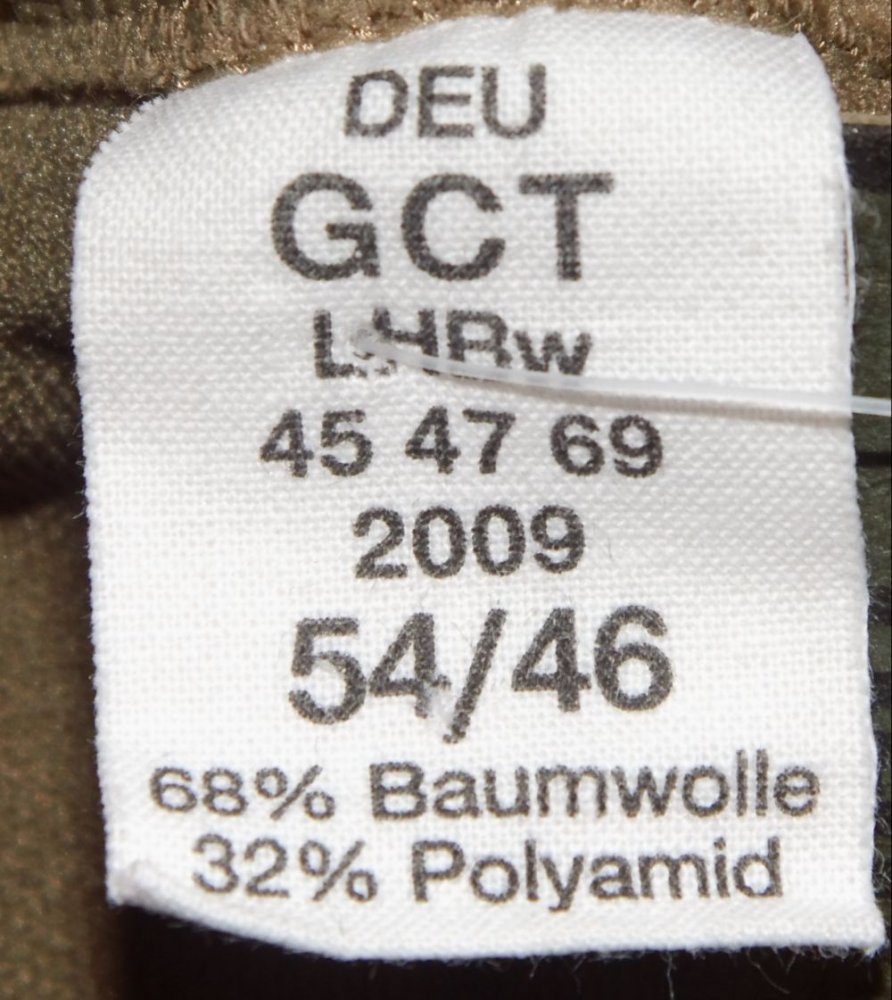 DEU
GCT
LHBw
45 47 69
2009
54/46
68% Baumwolle
32% Polyamid